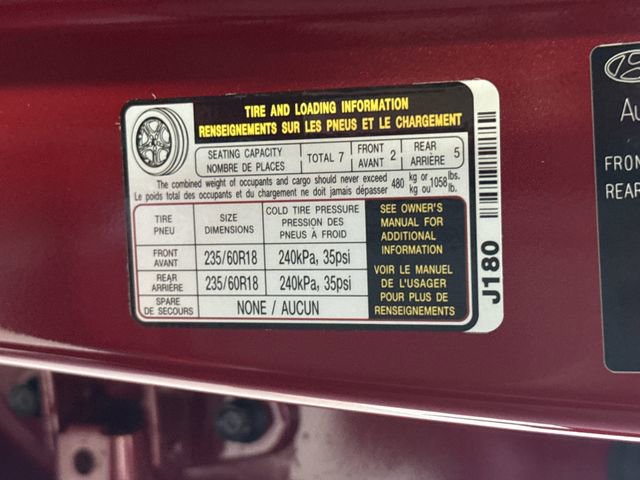 TIRE AND LOADING INFORMATION
RENSEIGNEMENTS SUR LES PNEUS ET LE CHARGEMENT
SEATING CAPACITY
NOMBRE DE PLACES
TOTAL 7
FRONT
AVANT 2
REAR
ARRIÈRE 5
The combined weight of occupants and cargo should never exceed 480 kg or 1058 lbs.
Le poids total des occupants et du chargement ne doit jamais dépasser 480 kg ou 1058 lb.
TIRE
PNEU
SIZE
DIMENSIONS
COLD TIRE PRESSURE
PRESSION DES
PNEUS À FROID
SEE OWNER'S
MANUAL FOR
ADDITIONAL
INFORMATION
VOIR LE MANUEL
DE L'USAGER
POUR PLUS DE
RENSEIGNEMENTS
FRONT
AVANT
235/60R18
240kPa, 35psi
REAR
ARRIÈRE
235/60R18
240kPa, 35psi
SPARE
DE SECOURS
NONE / AUCUN
J180
Au
FRON
REAR